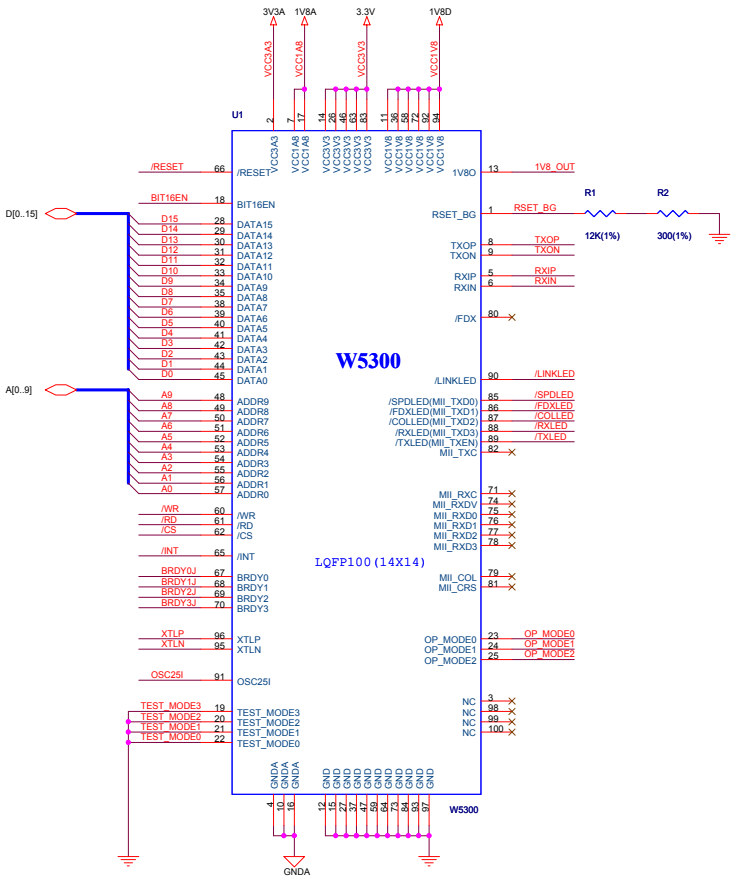 3V3A 1V8A 3.3V 1V8D
VCC3A3 VCC1A8 VCC3V3 VCC1V8
U1
2 7 17 14 26 46 63 83 11 36 58 72 92 94
VCC3A3 VCC1A8 VCC1A8 VCC3V3 VCC3V3 VCC3V3 VCC3V3 VCC3V3 VCC1V8 VCC1V8 VCC1V8 VCC1V8 VCC1V8 VCC1V8
/RESET 66 /RESET
1V8O 13 1V8_OUT
BIT16EN 18 BIT16EN
RSET_BG 1 RSET_BG
R1 R2
12K(1%) 300(1%)
D[0..15]
D15 28 DATA15
D14 29 DATA14
D13 30 DATA13
D12 31 DATA12
D11 32 DATA11
D10 33 DATA10
D9 34 DATA9
D8 35 DATA8
D7 38 DATA7
D6 39 DATA6
D5 40 DATA5
D4 41 DATA4
D3 42 DATA3
D2 43 DATA2
D1 44 DATA1
D0 45 DATA0
TXOP 8 TXOP
TXON 9 TXON
RXIP 5 RXIP
RXIN 6 RXIN
/FDX 80
W5300
/LINKLED 90 /LINKLED
A[0..9]
A9 48 ADDR9
A8 49 ADDR8
A7 50 ADDR7
A6 51 ADDR6
A5 52 ADDR5
A4 53 ADDR4
A3 54 ADDR3
A2 55 ADDR2
A1 56 ADDR1
A0 57 ADDR0
/SPDLED(MII_TXD0) 85 /SPDLED
/FDXLED(MII_TXD1) 86 /FDXLED
/COLLED(MII_TXD2) 87 /COLLED
/RXLED(MII_TXD3) 88 /RXLED
/TXLED(MII_TXEN) 89 /TXLED
MII_TXC 82
MII_RXC 71
MII_RXDV 74
MII_RXD0 75
MII_RXD1 76
MII_RXD2 77
MII_RXD3 78
/WR 60 /WR
/RD 61 /RD
/CS 62 /CS
/INT 65 /INT
LQFP100(14X14)
BRDY0J 67 BRDY0
BRDY1J 68 BRDY1
BRDY2J 69 BRDY2
BRDY3J 70 BRDY3
MII_COL 79
MII_CRS 81
XTLP 96 XTLP
XTLN 95 XTLN
OP_MODE0 23 OP_MODE0
OP_MODE1 24 OP_MODE1
OP_MODE2 25 OP_MODE2
OSC25I 91 OSC25I
TEST_MODE3 19 TEST_MODE3
TEST_MODE2 20 TEST_MODE2
TEST_MODE1 21 TEST_MODE1
TEST_MODE0 22 TEST_MODE0
NC 3
NC 98
NC 99
NC 100
GNDA GNDA GNDA GND GND GND GND GND GND GND GND GND GND GND
4 10 16 12 15 27 37 47 59 64 73 84 93 97
W5300
GNDA